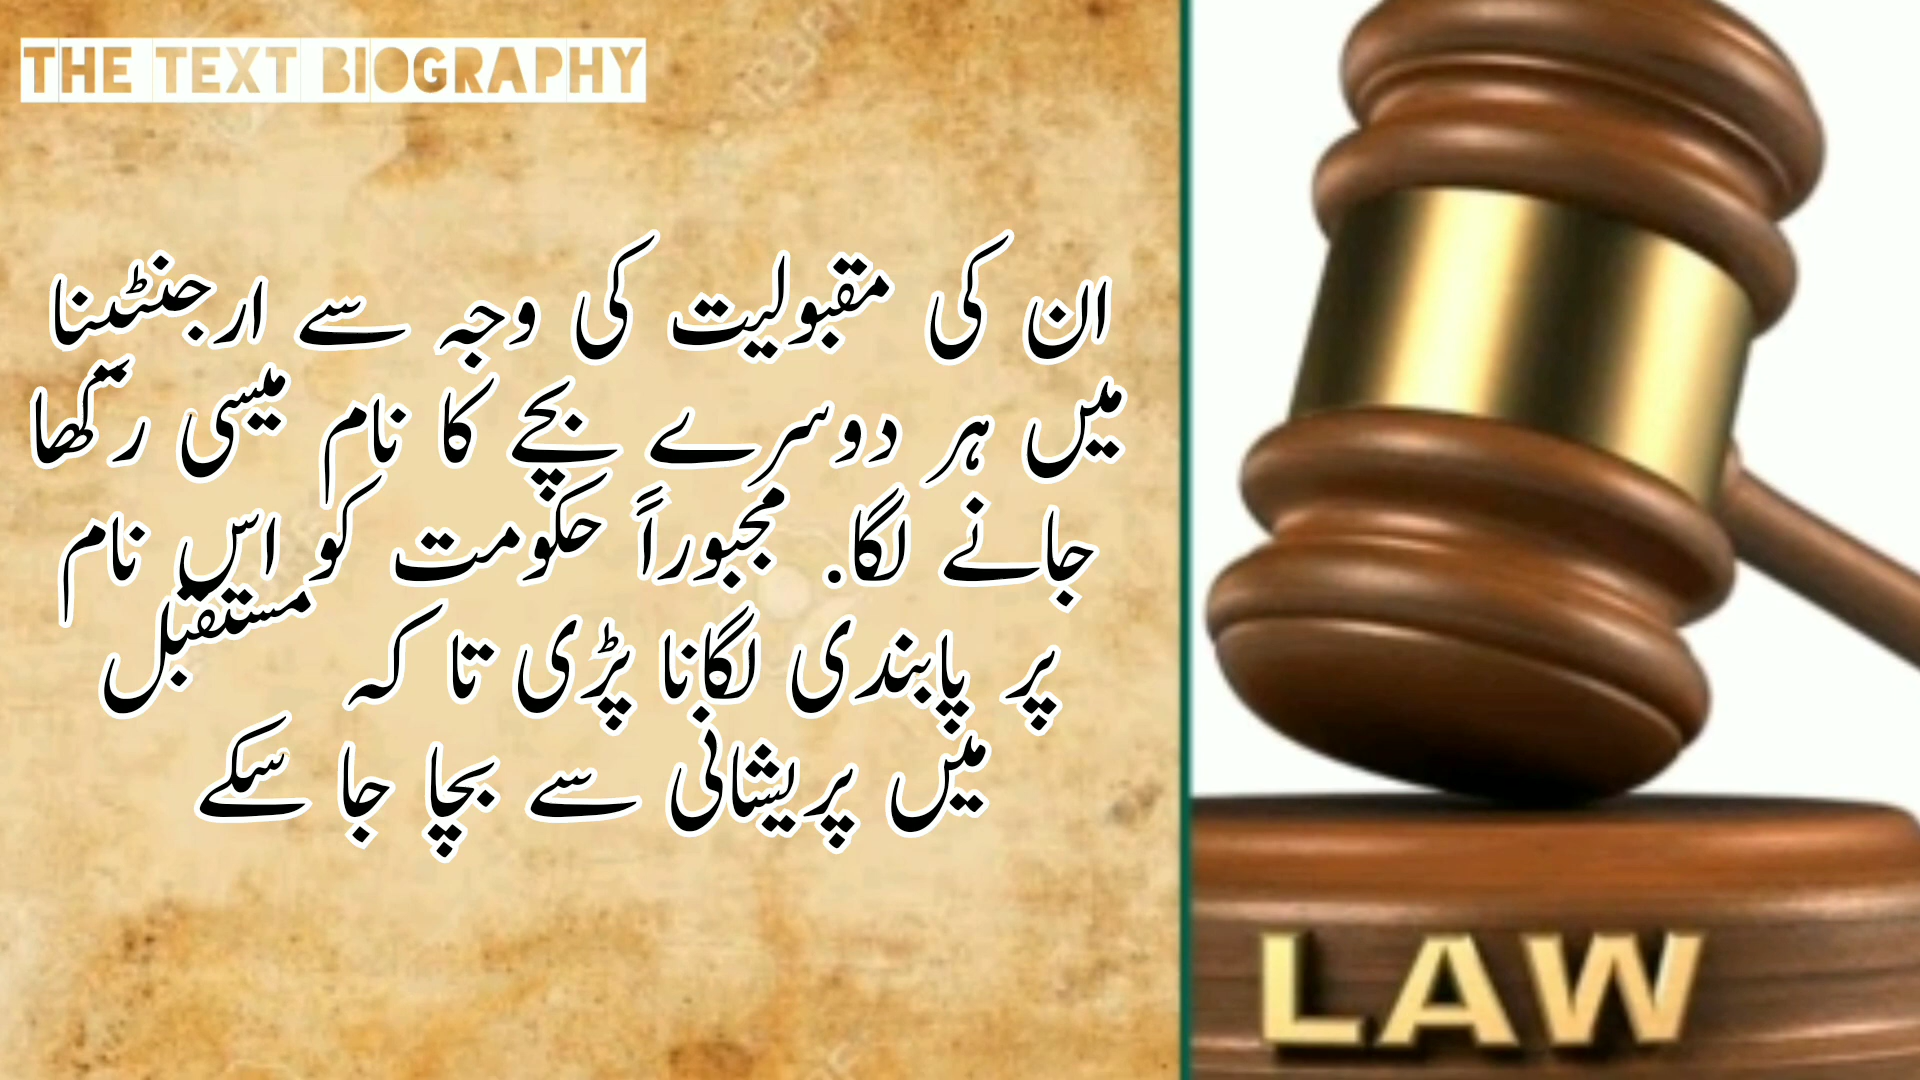 THE TEXT BIOGRAPHY
ان کی مقبولیت کی وجہ سے ارجنٹینا
میں ہر دوسرے بچے کا نام میسی رکھا
جانے لگا. مجبوراً حکومت کو اس نام
پر پابندی لگانا پڑی تا کہ مستقبل
میں پریشانی سے بچا جا سکے
LAW